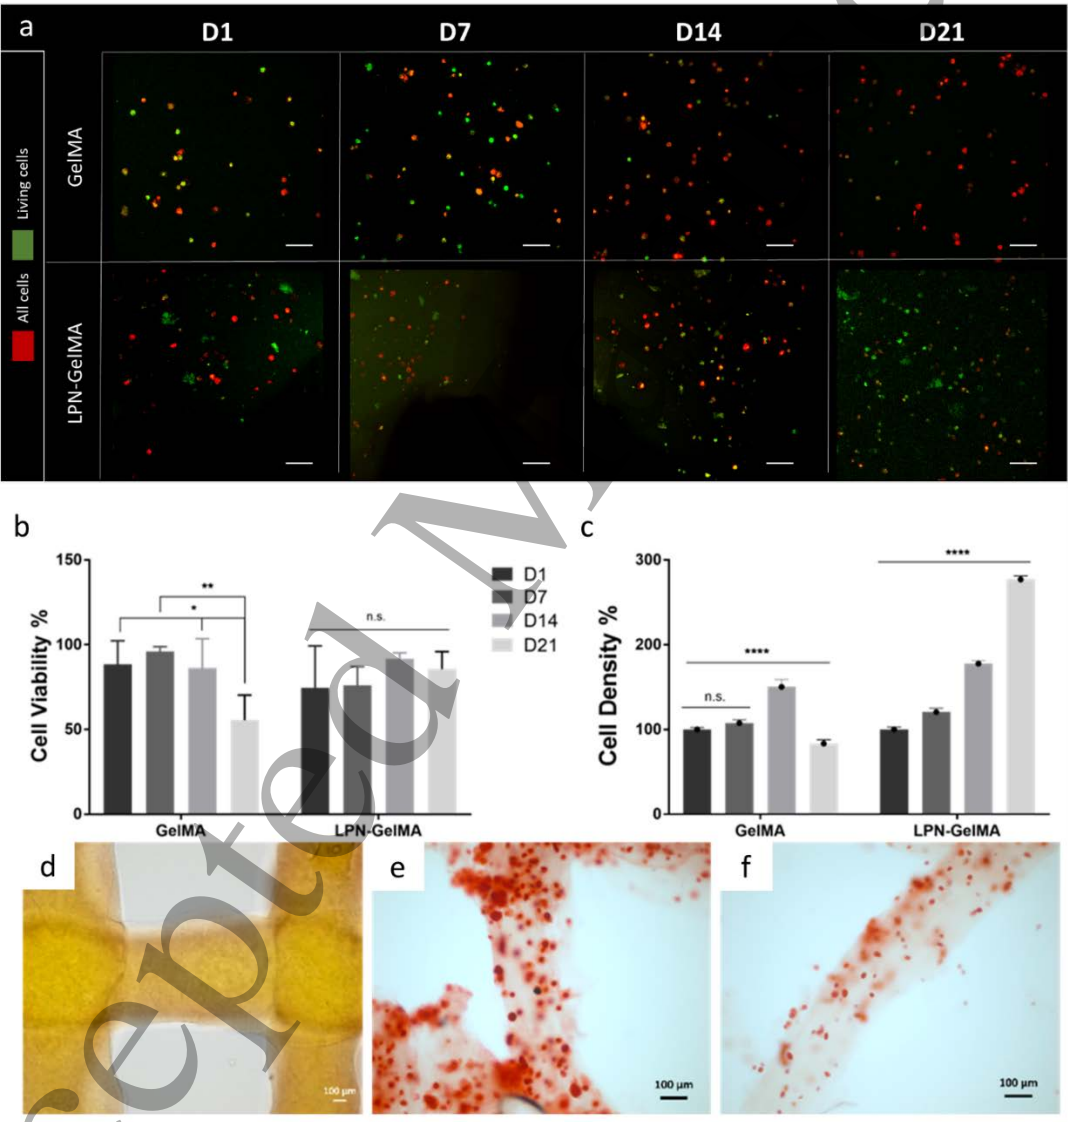 a
D1 D7 D14 D21
Living cells
All cells
GelMA
LPN-GelMA
b
Cell Viability %
150
100
50
0
**
*
n.s.
GelMA LPN-GelMA
D1
D7
D14
D21
c
Cell Density %
300
200
100
0
n.s.
****
****
GelMA LPN-GelMA
d
100 µm
e
100 µm
f
100 µm
cepted M